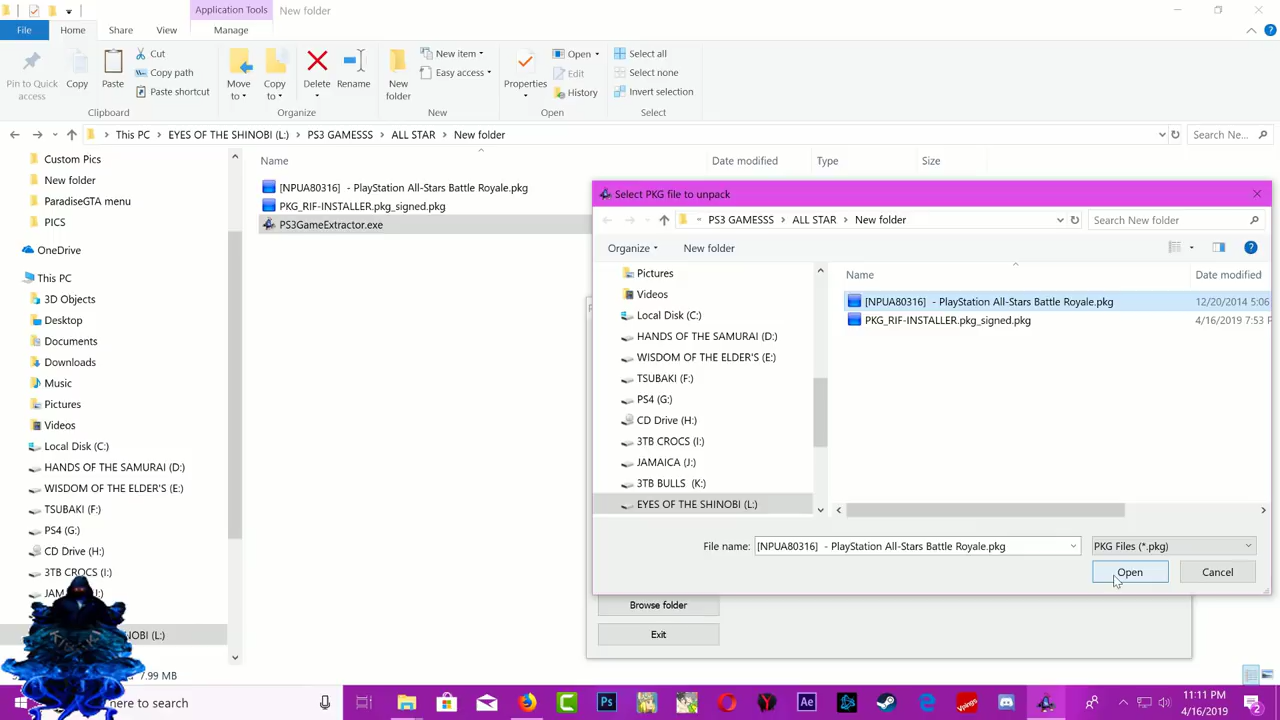 Application Tools
New folder
File
Home
Share
View
Manage
Pin to Quick access
Copy
Paste
Cut
Copy path
Paste shortcut
Clipboard
Move to
Copy to
Delete
Rename
Organize
New folder
New item
Easy access
New
Properties
Open
Edit
History
Open
Select all
Select none
Invert selection
Select
This PC
EYES OF THE SHINOBI (L:)
PS3 GAMESSS
ALL STAR
New folder
Search Ne...
Custom Pics
New folder
ParadiseGTA menu
PICS
OneDrive
This PC
3D Objects
Desktop
Documents
Downloads
Music
Pictures
Videos
Local Disk (C:)
HANDS OF THE SAMURAI (D:)
WISDOM OF THE ELDER'S (E:)
TSUBAKI (F:)
PS4 (G:)
CD Drive (H:)
3TB CROCS (I:)
NOBI (L:)
7.99 MB
Name
Date modified
Type
Size
[NPUA80316] - PlayStation All-Stars Battle Royale.pkg
PKG_RIF-INSTALLER.pkg_signed.pkg
PS3GameExtractor.exe
Select PKG file to unpack
« PS3 GAMESSS
ALL STAR
New folder
Search New folder
Organize
New folder
Pictures
Videos
Local Disk (C:)
HANDS OF THE SAMURAI (D:)
WISDOM OF THE ELDER'S (E:)
TSUBAKI (F:)
PS4 (G:)
CD Drive (H:)
3TB CROCS (I:)
JAMAICA (J:)
3TB BULLS (K:)
EYES OF THE SHINOBI (L:)
Name
Date modified
[NPUA80316] - PlayStation All-Stars Battle Royale.pkg
12/20/2014 5:06
PKG_RIF-INSTALLER.pkg_signed.pkg
4/16/2019 7:53 P
File name:
[NPUA80316] - PlayStation All-Stars Battle Royale.pkg
PKG Files (*.pkg)
Open
Cancel
Browse folder
Exit
here to search
Ps
Ae
11:11 PM
4/16/2019
2